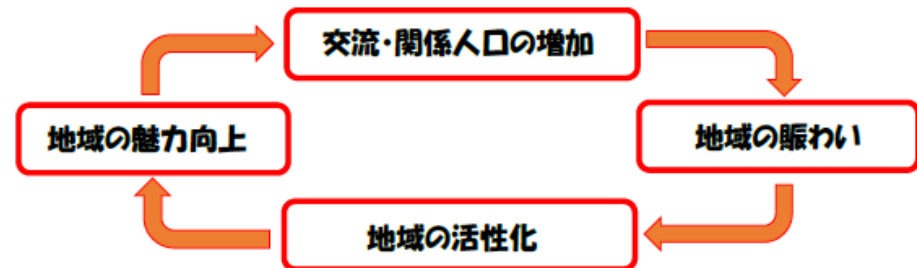 交流・関係人口の増加
地域の魅力向上
地域の賑わい
地域の活性化